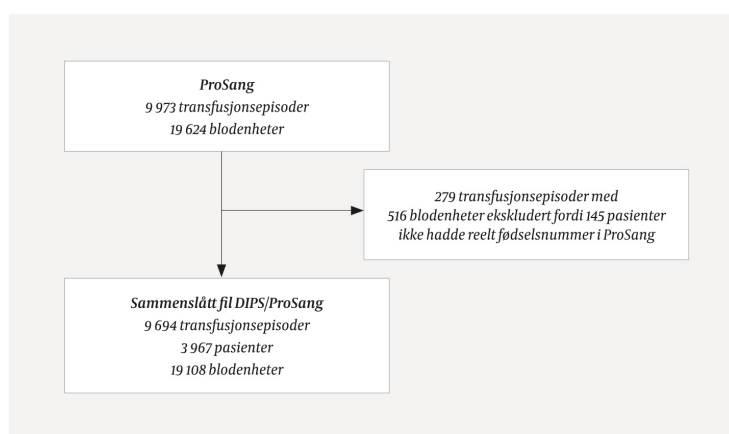 ProSang
9 973 transfusjonsepisoder
19 624 blodenheter
279 transfusjonsepisoder med
516 blodenheter ekskludert fordi 145 pasienter
ikke hadde reelt fødselsnummer i ProSang
Sammenslått fil DIPS/ProSang
9 694 transfusjonsepisoder
3 967 pasienter
19 108 blodenheter